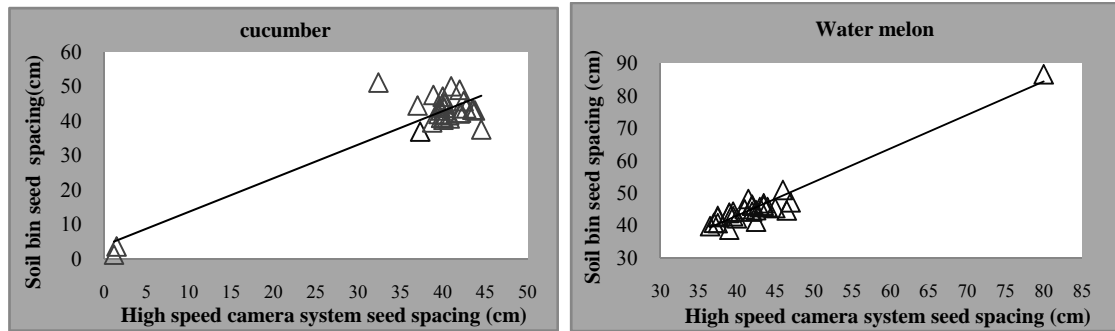 cucumber
Soil bin seed spacing(cm)
60
50
40
30
20
10
0
0 5 10 15 20 25 30 35 40 45 50
High speed camera system seed spacing (cm)
Water melon
Soil bin seed spacing (cm)
90
80
70
60
50
40
30
30 35 40 45 50 55 60 65 70 75 80 85
High speed camera system seed spacing (cm)